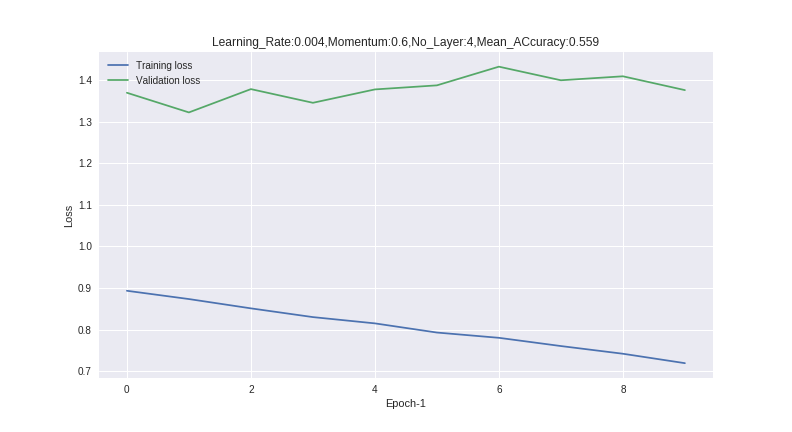 Learning_Rate:0.004,Momentum:0.6,No_Layer:4,Mean_ACcuracy:0.559
Training loss
Validation loss
1.4
1.3
1.2
1.1
1.0
0.9
0.8
0.7
Loss
0 2 4 6 8
Epoch-1